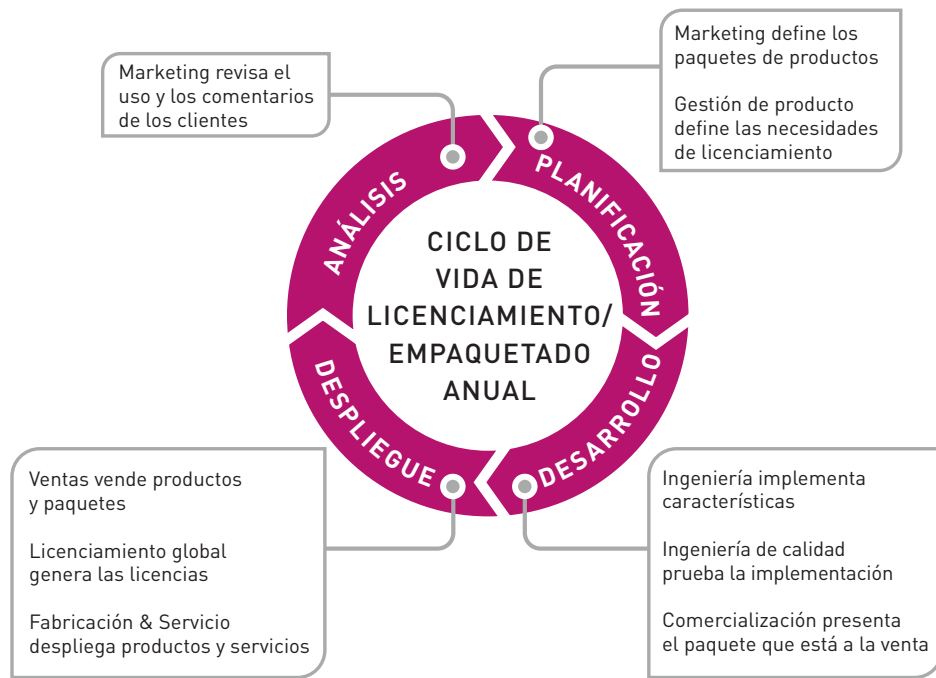 Marketing revisa el
uso y los comentarios
de los clientes
Marketing define los
paquetes de productos
Gestión de producto
define las necesidades
de licenciamiento
ANÁLISIS
PLANIFICACIÓN
CICLO DE
VIDA DE
LICENCIAMIENTO/
EMPAQUETADO
ANUAL
DESPLIEGUE
DESARROLLO
Ventas vende productos
y paquetes
Licenciamiento global
genera las licencias
Fabricación & Servicio
despliega productos y servicios
Ingeniería implementa
características
Ingeniería de calidad
prueba la implementación
Comercialización presenta
el paquete que está a la venta